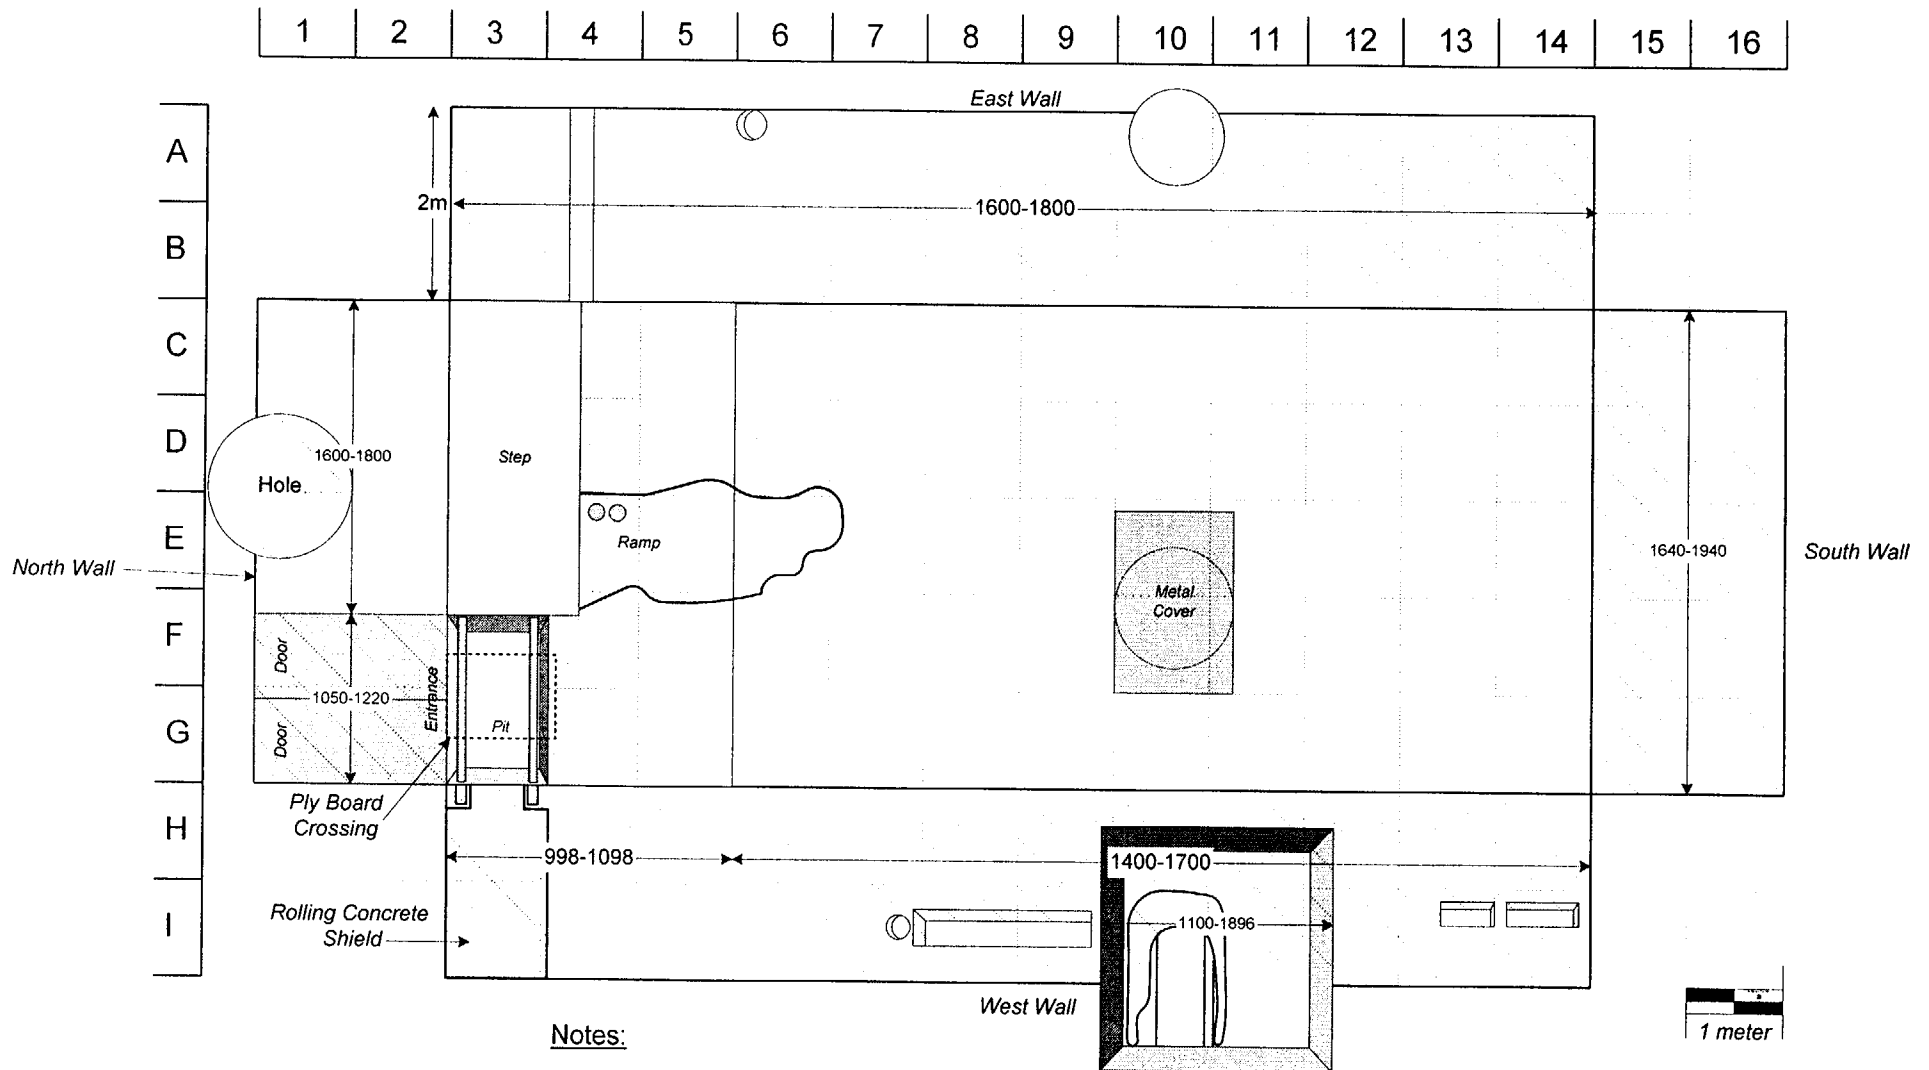 1 2 3 4 5 6 7 8 9 10 11 12 13 14 15 16
East Wall
A
2m
1600-1800
B
C
D
1600-1800
Step
Hole
E
Ramp
1640-1940
South Wall
North Wall
Metal
Cover
F
Door
1050-1220
Entrance
G
Door
Pit
Ply Board
Crossing
H
998-1098
1400-1700
I
Rolling Concrete
Shield
1100-1896
West Wall
1 meter
Notes: